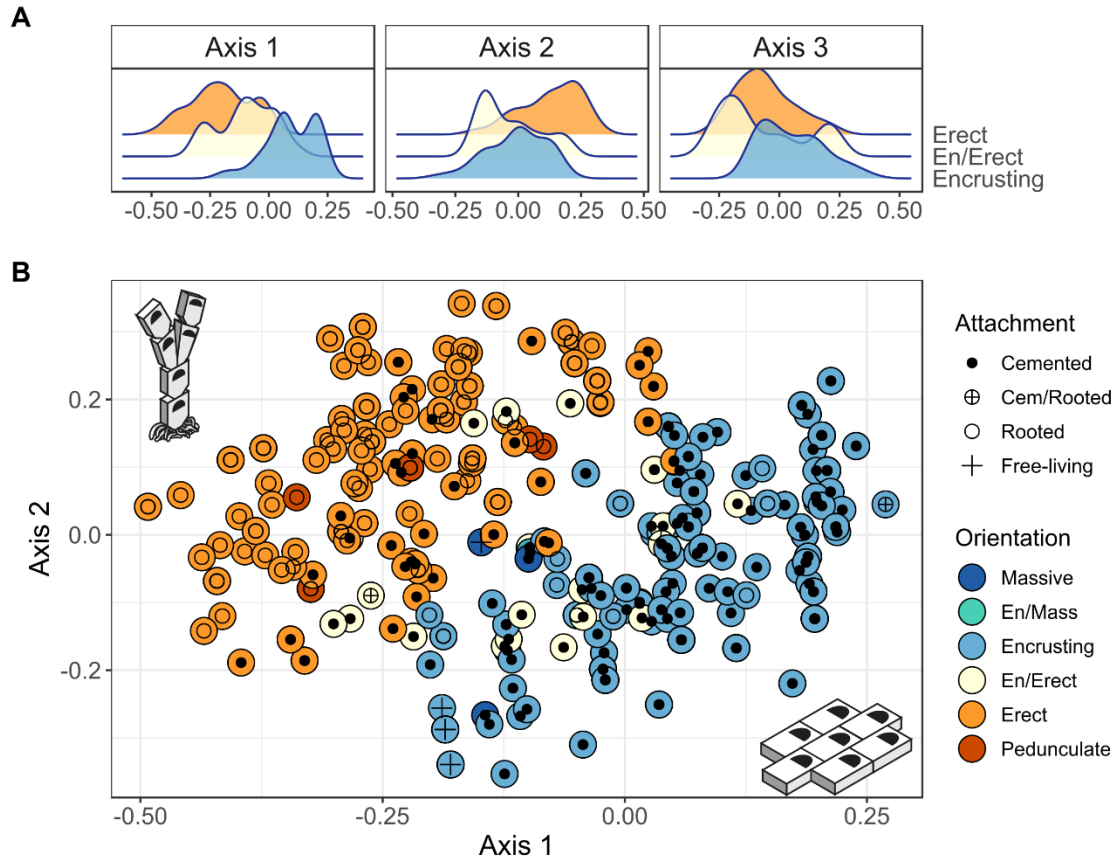 A
Axis 1 Axis 2 Axis 3
Erect
En/Erect
Encrusting
-0.50 -0.25 0.00 0.25 -0.50 -0.25 0.00 0.25 -0.25 0.00 0.25 0.50
B
Attachment
Cemented
Cem/Rooted
Rooted
Free-living
Orientation
Massive
En/Mass
Encrusting
En/Erect
Erect
Pedunculate
Axis 2
0.2
0.0
-0.2
-0.50 -0.25 0.00 0.25
Axis 1